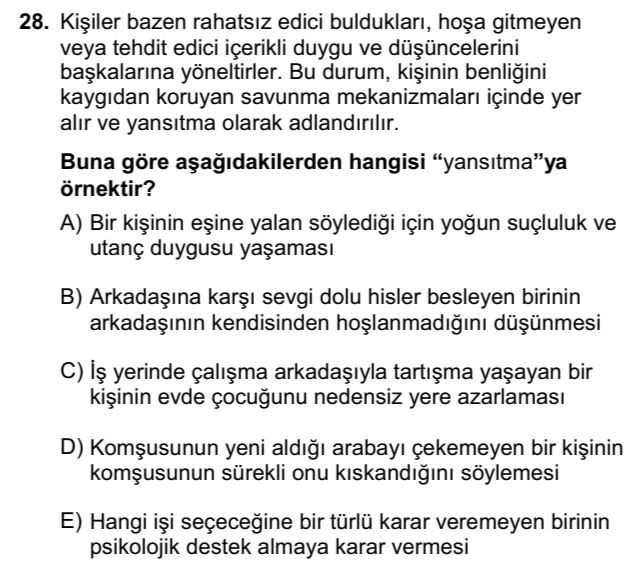 28. Kişiler bazen rahatsız edici buldukları, hoşa gitmeyen
veya tehdit edici içerikli duygu ve düşüncelerini
başkalarına yöneltirler. Bu durum, kişinin benliğini
kaygıdan koruyan savunma mekanizmaları içinde yer
alır ve yansıtma olarak adlandırılır.
Buna göre aşağıdakilerden hangisi “yansıtma”ya
örnektir?
A) Bir kişinin eşine yalan söylediği için yoğun suçluluk ve
utanç duygusu yaşaması
B) Arkadaşına karşı sevgi dolu hisler besleyen birinin
arkadaşının kendisinden hoşlanmadığını düşünmesi
C) İş yerinde çalışma arkadaşıyla tartışma yaşayan bir
kişinin evde çocuğunu nedensiz yere azarlaması
D) Komşusunun yeni aldığı arabayı çekemeyen bir kişinin
komşusunun sürekli onu kıskandığını söylemesi
E) Hangi işi seçeceğine bir türlü karar veremeyen birinin
psikolojik destek almaya karar vermesi